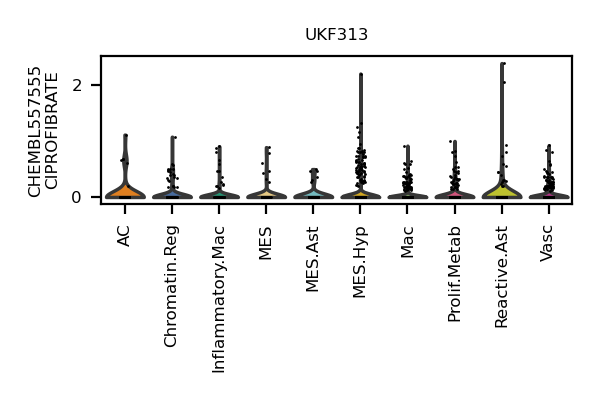 UKF313
CHEMBL557555
CIPROFIBRATE
2
0
AC
Chromatin.Reg
Inflammatory.Mac
MES
MES.Ast
MES.Hyp
Mac
Prolif.Metab
Reactive.Ast
Vasc